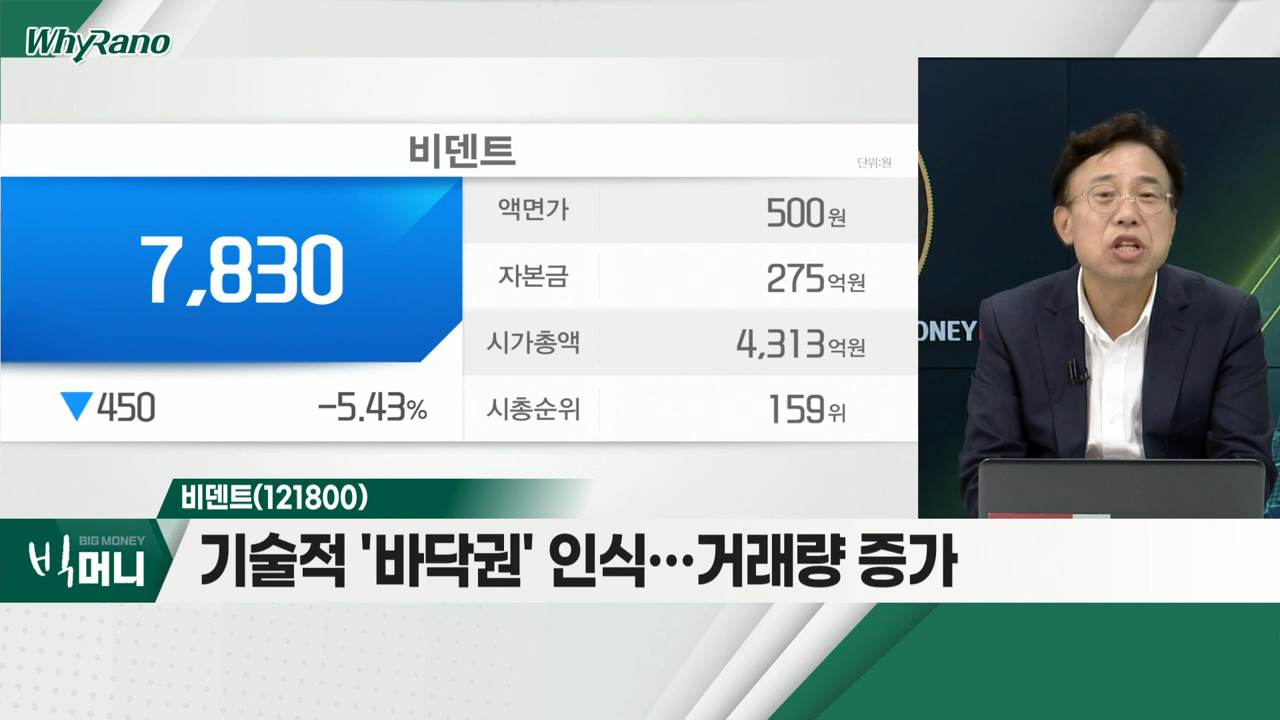 WhyRano
비덴트
단위:원
7,830
▼450 -5.43%
액면가 500원
자본금 275억원
시가총액 4,313억원
시총순위 159위
ONEY
비덴트(121800)
BIG MONEY
빅머니
기술적 '바닥권' 인식…거래량 증가